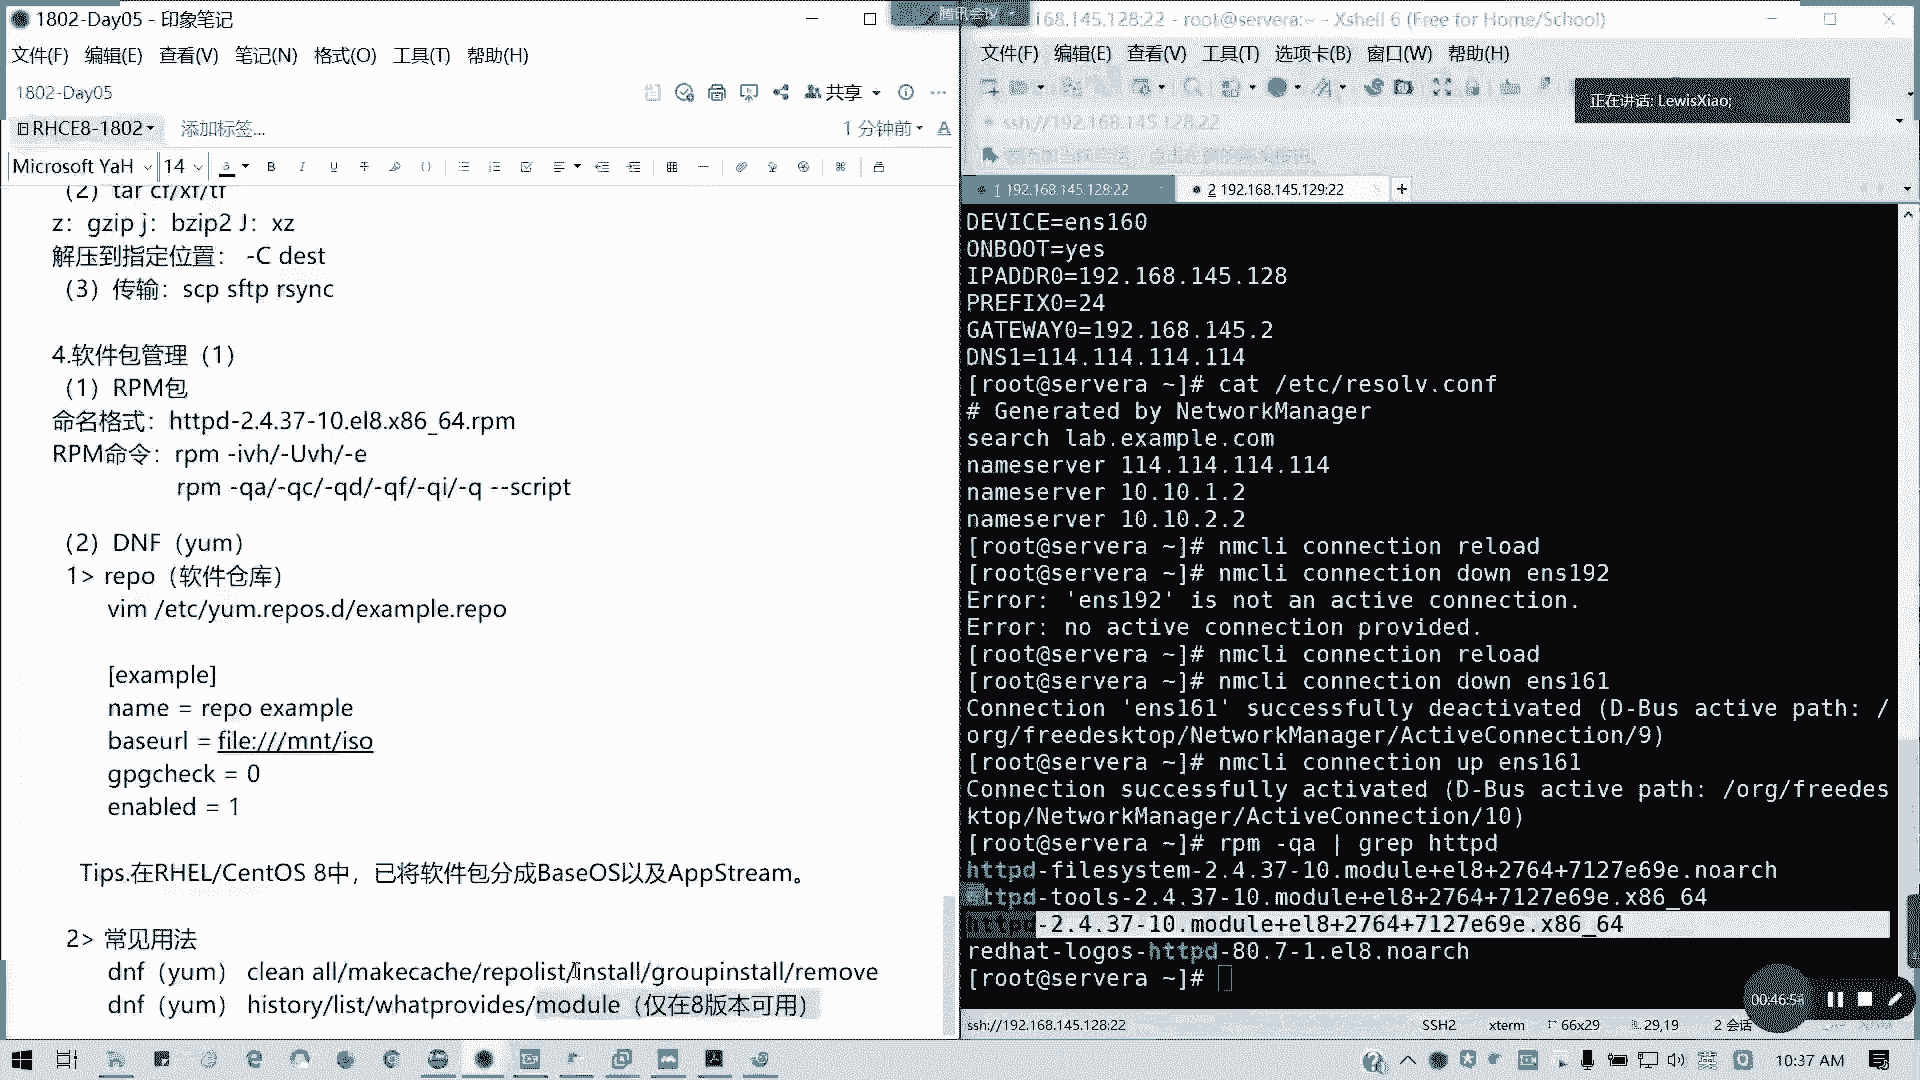 1802-Day05 - 印象笔记
文件(F) 编辑(E) 查看(V) 笔记(N) 格式(O) 工具(T) 帮助(H)
1802-Day05
共享
RHCE8-1802
添加标签...
1 分钟前
Microsoft YaH
14
（2）tar cf/xf/tf
z：gzip j：bzip2 J：xz
解压到指定位置： -C dest
（3）传输：scp sftp rsync
4.软件包管理（1）
（1）RPM包
命名格式：httpd-2.4.37-10.el8.x86_64.rpm
RPM命令：rpm -ivh/-Uvh/-e
rpm -qa/-qc/-qd/-qf/-qi/-q --script
（2）DNF（yum）
1> repo（软件仓库）
vim /etc/yum.repos.d/example.repo
[example]
name = repo example
baseurl = file:///mnt/iso
gpgcheck = 0
enabled = 1
Tips.在RHEL/CentOS 8中，已将软件包分成BaseOS以及AppStream。
2> 常见用法
dnf（yum） clean all/makecache/repolist/install/groupinstall/remove
dnf（yum） history/list/whatprovides/module（仅在8版本可用）
腾讯会议
68.145.128:22 - root@servera:~ - Xshell 6 (Free for Home/School)
文件(F) 编辑(E) 查看(V) 工具(T) 选项卡(B) 窗口(W) 帮助(H)
正在讲话: LewisXiao;
ssh://192.168.145.128:22
1 192.168.145.128:22
2 192.168.145.129:22
DEVICE=ens160
ONBOOT=yes
IPADDR0=192.168.145.128
PREFIX0=24
GATEWAY0=192.168.145.2
DNS1=114.114.114.114
[root@servera ~]# cat /etc/resolv.conf
# Generated by NetworkManager
search lab.example.com
nameserver 114.114.114.114
nameserver 10.10.1.2
nameserver 10.10.2.2
[root@servera ~]# nmcli connection reload
[root@servera ~]# nmcli connection down ens192
Error: 'ens192' is not an active connection.
Error: no active connection provided.
[root@servera ~]# nmcli connection reload
[root@servera ~]# nmcli connection down ens161
Connection 'ens161' successfully deactivated (D-Bus active path: /
org/freedesktop/NetworkManager/ActiveConnection/9)
[root@servera ~]# nmcli connection up ens161
Connection successfully activated (D-Bus active path: /org/freedes
ktop/NetworkManager/ActiveConnection/10)
[root@servera ~]# rpm -qa | grep httpd
httpd-filesystem-2.4.37-10.module+el8+2764+7127e69e.noarch
httpd-tools-2.4.37-10.module+el8+2764+7127e69e.x86_64
httpd-2.4.37-10.module+el8+2764+7127e69e.x86_64
redhat-logos-httpd-80.7-1.el8.noarch
[root@servera ~]#
ssh://192.168.145.128:22
SSH2
xterm
66x29
29,19
2 会话
英
10:37 AM